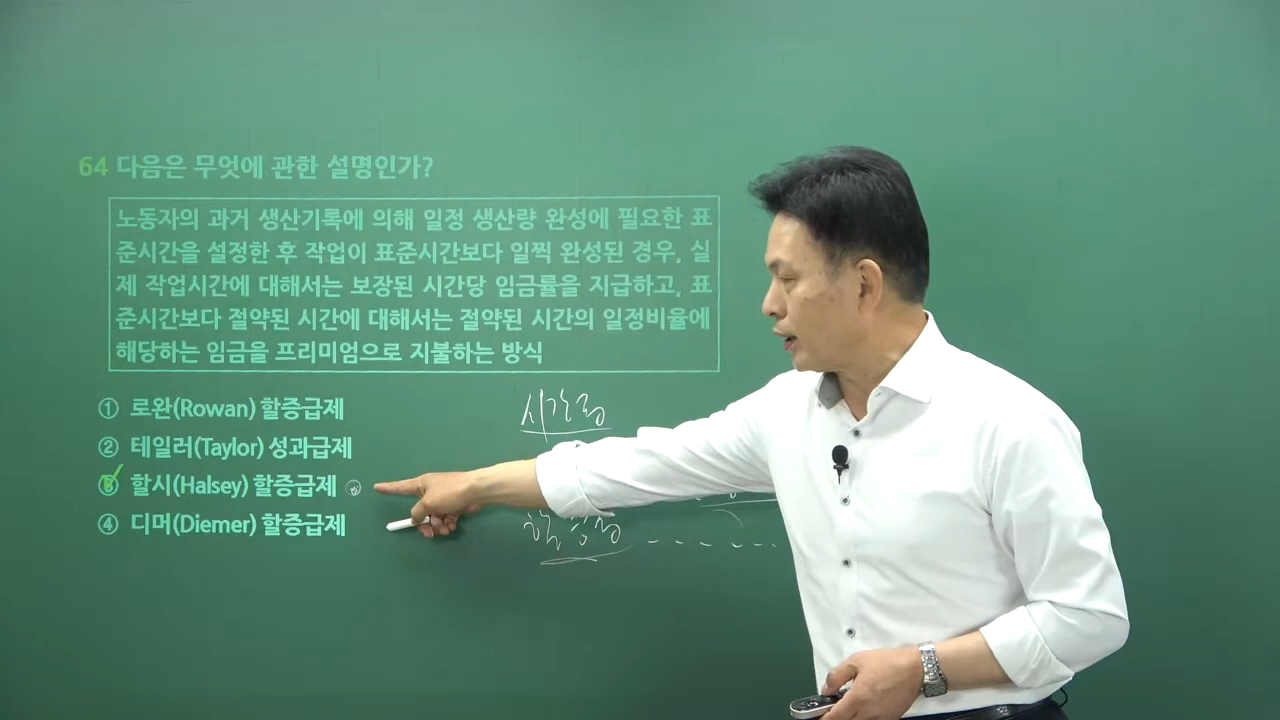 64 다음은 무엇에 관한 설명인가?
노동자의 과거 생산기록에 의해 일정 생산량 완성에 필요한 표
준시간을 설정한 후 작업이 표준시간보다 일찍 완성된 경우, 실
제 작업시간에 대해서는 보장된 시간당 임금률을 지급하고, 표
준시간보다 절약된 시간에 대해서는 절약된 시간의 일정비율에
해당하는 임금을 프리미엄으로 지불하는 방식
① 로완(Rowan) 할증급제
② 테일러(Taylor) 성과급제
③ 할시(Halsey) 할증급제
④ 디머(Diemer) 할증급제
시간급